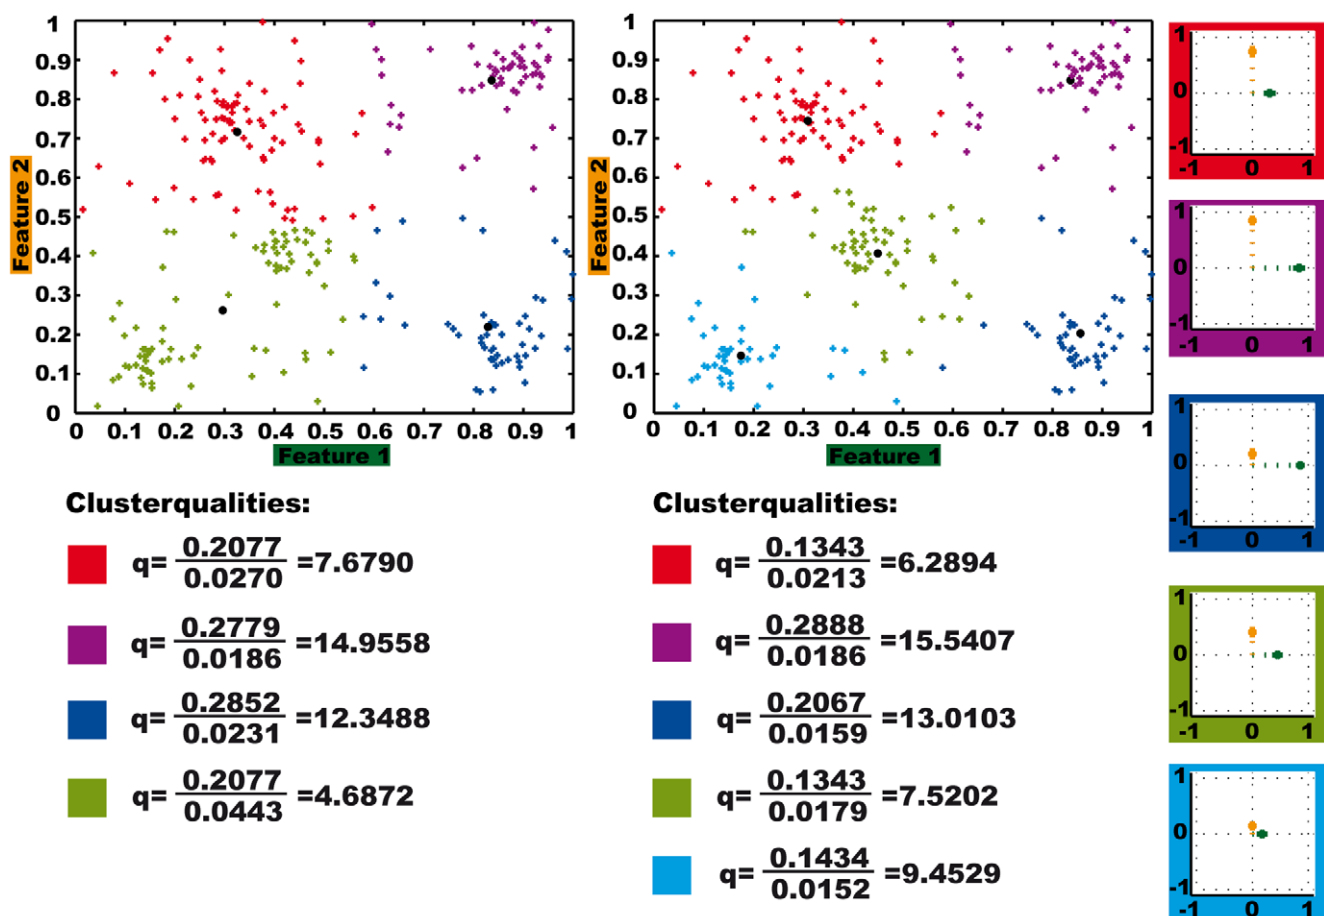 1
0.9
0.8
0.7
0.6
0.5
0.4
0.3
0.2
0.1
0
Feature 2
0 0.1 0.2 0.3 0.4 0.5 0.6 0.7 0.8 0.9 1
Feature 1
1
0.9
0.8
0.7
0.6
0.5
0.4
0.3
0.2
0.1
0
Feature 2
0 0.1 0.2 0.3 0.4 0.5 0.6 0.7 0.8 0.9 1
Feature 1
Clusterqualities:
q= 0.2077
0.0270 =7.6790
q= 0.2779
0.0186 =14.9558
q= 0.2852
0.0231 =12.3488
q= 0.2077
0.0443 =4.6872
Clusterqualities:
q= 0.1343
0.0213 =6.2894
q= 0.2888
0.0186 =15.5407
q= 0.2067
0.0159 =13.0103
q= 0.1343
0.0179 =7.5202
q= 0.1434
0.0152 =9.4529
1
0
-1
-1 0 1
1
0
-1
-1 0 1
1
0
-1
-1 0 1
1
0
-1
-1 0 1
1
0
-1
-1 0 1